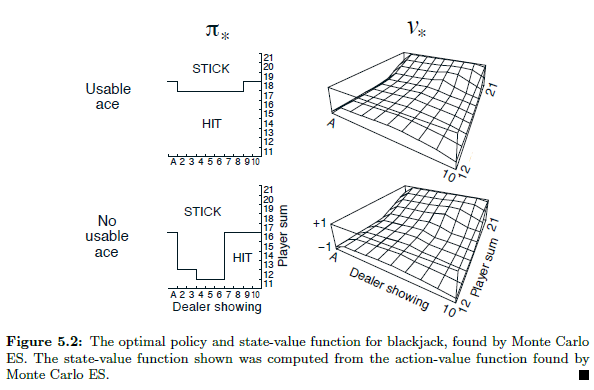 π* v*
Usable ace
STICK
HIT
21
20
19
18
17
16
15
14
13
12
11
A 2 3 4 5 6 7 8 9 10
A
10
12
21
No usable ace
STICK
HIT
21
20
19
18
17
16
15
14
13
12
11
Player sum
A 2 3 4 5 6 7 8 9 10
Dealer showing
+1
−1
A
Dealer showing
10
12
Player sum
21
Figure 5.2: The optimal policy and state-value function for blackjack, found by Monte Carlo
ES. The state-value function shown was computed from the action-value function found by
Monte Carlo ES.